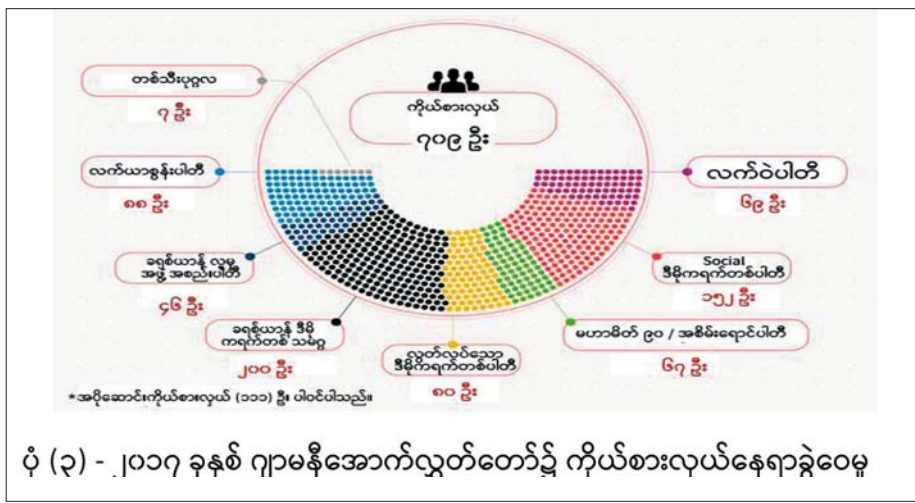 ကိုယ်စားလှယ်
၇၀၉ ဦး
တစ်သီးပုဂ္ဂလ
၇ ဦး
လက်ယာစွန်းပါတီ
၈၈ ဦး
ခရစ်ယာန် လူမှု
အဖွဲ့ အစည်းပါတီ
၄၆ ဦး
ခရစ်ယာန် ဒီမို
ကရက်တစ် သမဂ္ဂ
၂၀၀ ဦး
လွတ်လပ်သော
ဒီမိုကရက်တစ်ပါတီ
၈၀ ဦး
မဟာမိတ် ၉၀ / အစိမ်းရောင်ပါတီ
၆၇ ဦး
Social
ဒီမိုကရက်တစ်ပါတီ
၁၅၂ ဦး
လက်ဝဲပါတီ
၆၉ ဦး
*အပိုဆောင်းကိုယ်စားလှယ် (၁၁၁) ဦး ပါဝင်ပါသည်။
ပုံ (၃) - ၂၀၁၇ ခုနှစ် ဂျာမနီအောက်လွှတ်တော်၌ ကိုယ်စားလှယ်နေရာခွဲဝေမှု